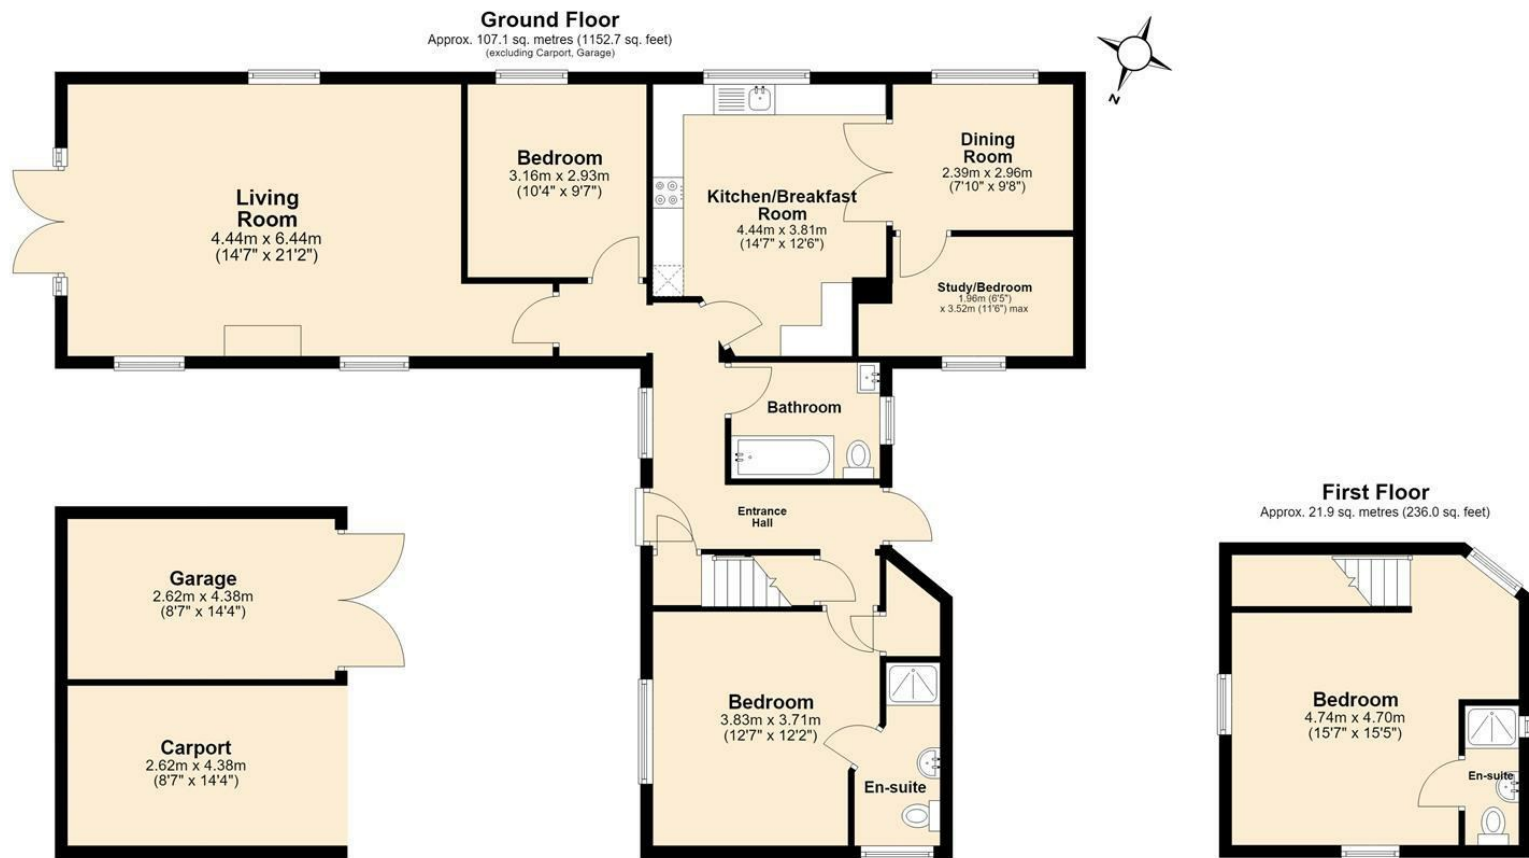 Ground Floor
Approx. 107.1 sq. metres (1152.7 sq. feet)
(excluding Carport, Garage)
N
Living
Room
4.44m x 6.44m
(14'7" x 21'2")
Bedroom
3.16m x 2.93m
(10'4" x 9'7")
Kitchen/Breakfast
Room
4.44m x 3.81m
(14'7" x 12'6")
Dining
Room
2.39m x 2.96m
(7'10" x 9'8")
Study/Bedroom
1.96m (6'5")
x 3.52m (11'6") max
Bathroom
Entrance
Hall
Garage
2.62m x 4.38m
(8'7" x 14'4")
Carport
2.62m x 4.38m
(8'7" x 14'4")
Bedroom
3.83m x 3.71m
(12'7" x 12'2")
En-suite
First Floor
Approx. 21.9 sq. metres (236.0 sq. feet)
Bedroom
4.74m x 4.70m
(15'7" x 15'5")
En-suite